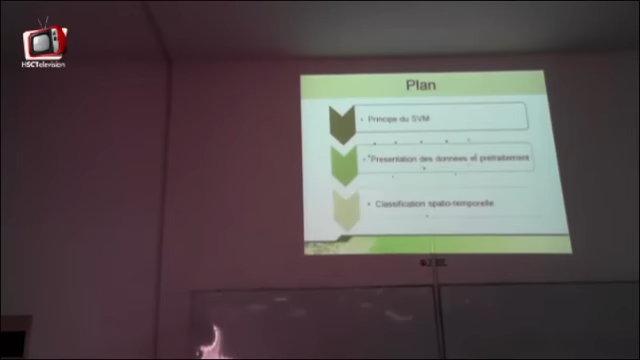 HSCTelevision
Plan
• Principe du SVM
• Présentation des données et prétraitement
• Classification spatio-temporelle